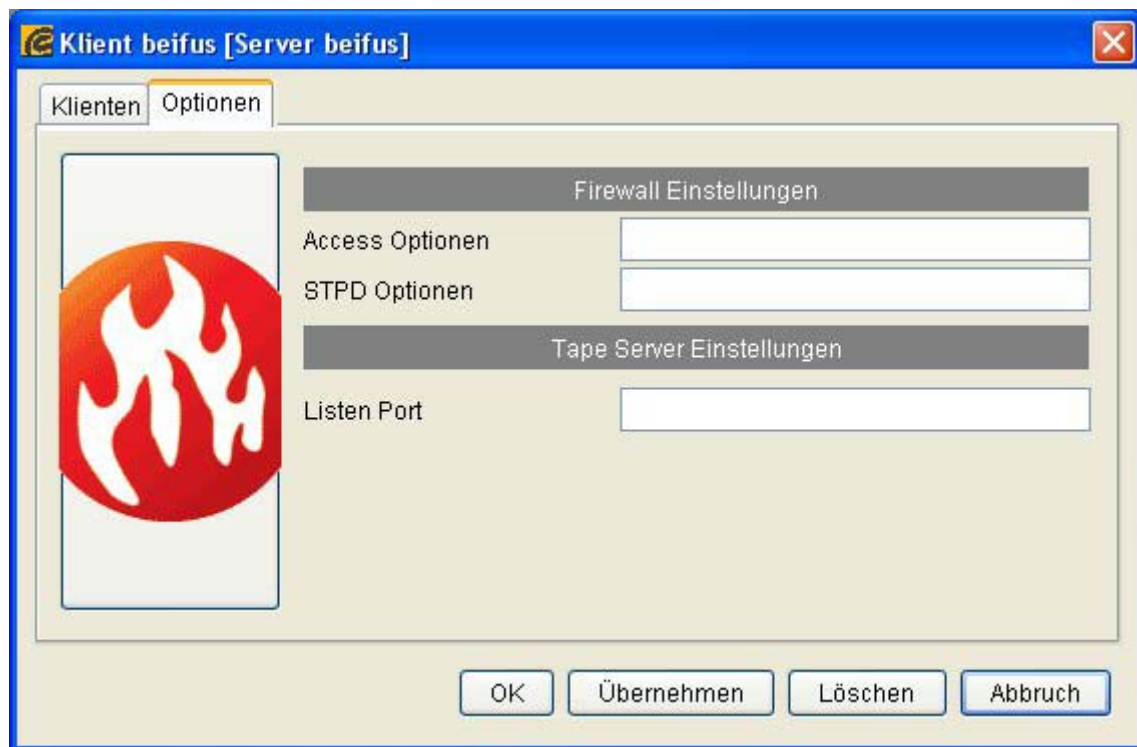 Klient beifus [Server beifus]
Klienten Optionen
Firewall Einstellungen
Access Optionen
STPD Optionen
Tape Server Einstellungen
Listen Port
OK Übernehmen Löschen Abbruch